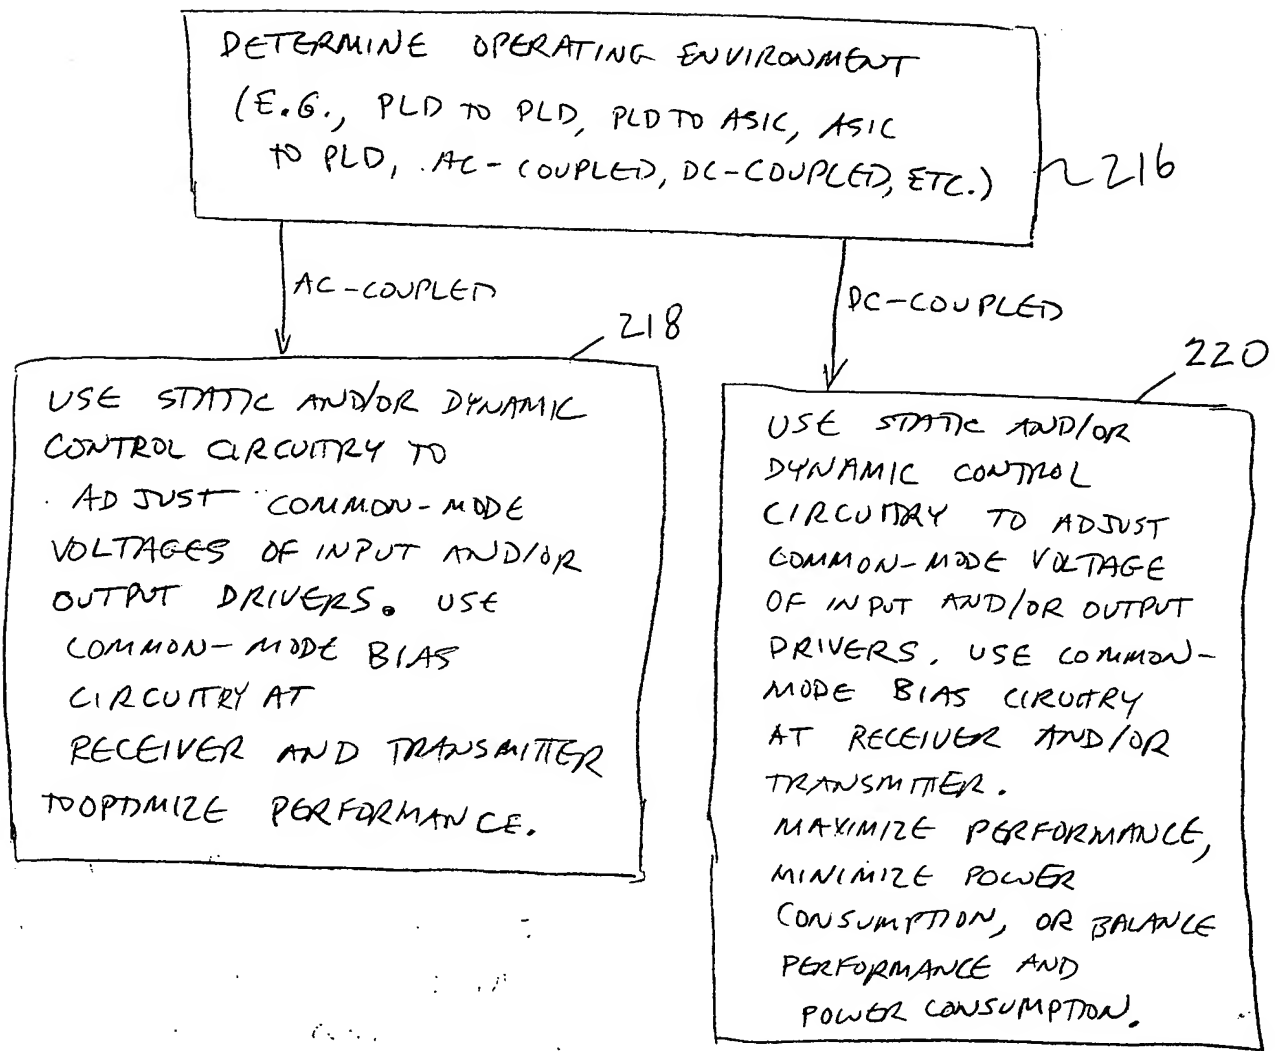 DETERMINE OPERATING ENVIRONMENT
(E.G., PLD TO PLD, PLD TO ASIC, ASIC
TO PLD, AC-COUPLED, DC-COUPLED, ETC.)
216
AC-COUPLED
DC-COUPLED
218
USE STATIC AND/OR DYNAMIC
CONTROL CIRCUITRY TO
ADJUST COMMON-MODE
VOLTAGES OF INPUT AND/OR
OUTPUT DRIVERS. USE
COMMON-MODE BIAS
CIRCUITRY AT
RECEIVER AND TRANSMITTER
TO OPTIMIZE PERFORMANCE.
220
USE STATIC AND/OR
DYNAMIC CONTROL
CIRCUITRY TO ADJUST
COMMON-MODE VOLTAGE
OF INPUT AND/OR OUTPUT
DRIVERS. USE COMMON-
MODE BIAS CIRUITRY
AT RECEIVER AND/OR
TRANSMITTER.
MAXIMIZE PERFORMANCE,
MINIMIZE POWER
CONSUMPTION, OR BALANCE
PERFORMANCE AND
POWER CONSUMPTION.